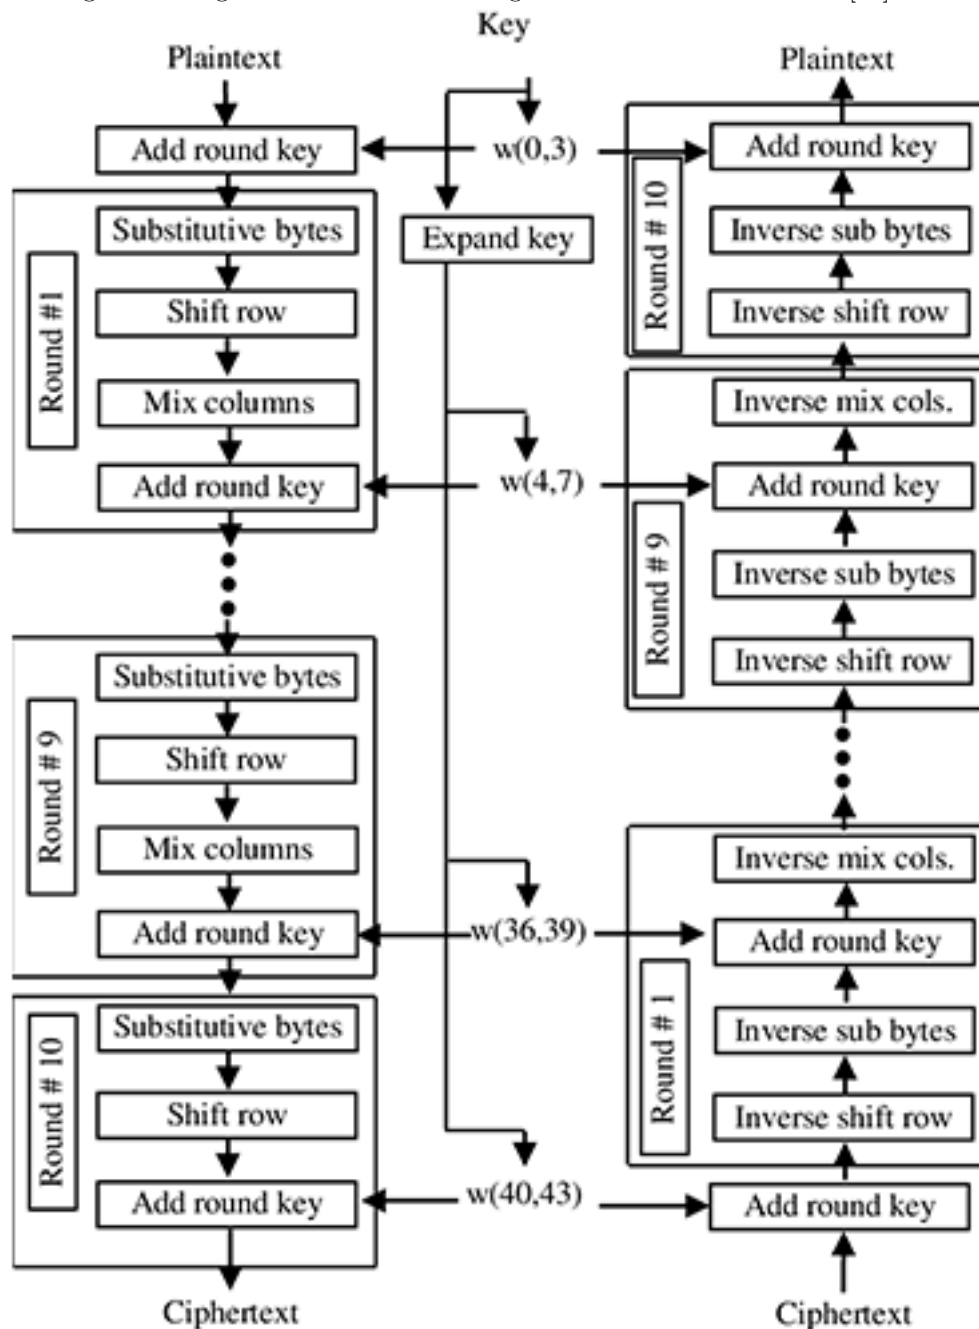 Key
Plaintext
Add round key
Round #1
Substitutive bytes
Shift row
Mix columns
Add round key
Round # 9
Substitutive bytes
Shift row
Mix columns
Add round key
Round # 10
Substitutive bytes
Shift row
Add round key
Ciphertext
w(0,3)
Expand key
w(4,7)
w(36,39)
w(40,43)
Plaintext
Round # 10
Add round key
Inverse sub bytes
Inverse shift row
Round # 9
Inverse mix cols.
Add round key
Inverse sub bytes
Inverse shift row
Round # 1
Inverse mix cols.
Add round key
Inverse sub bytes
Inverse shift row
Add round key
Ciphertext